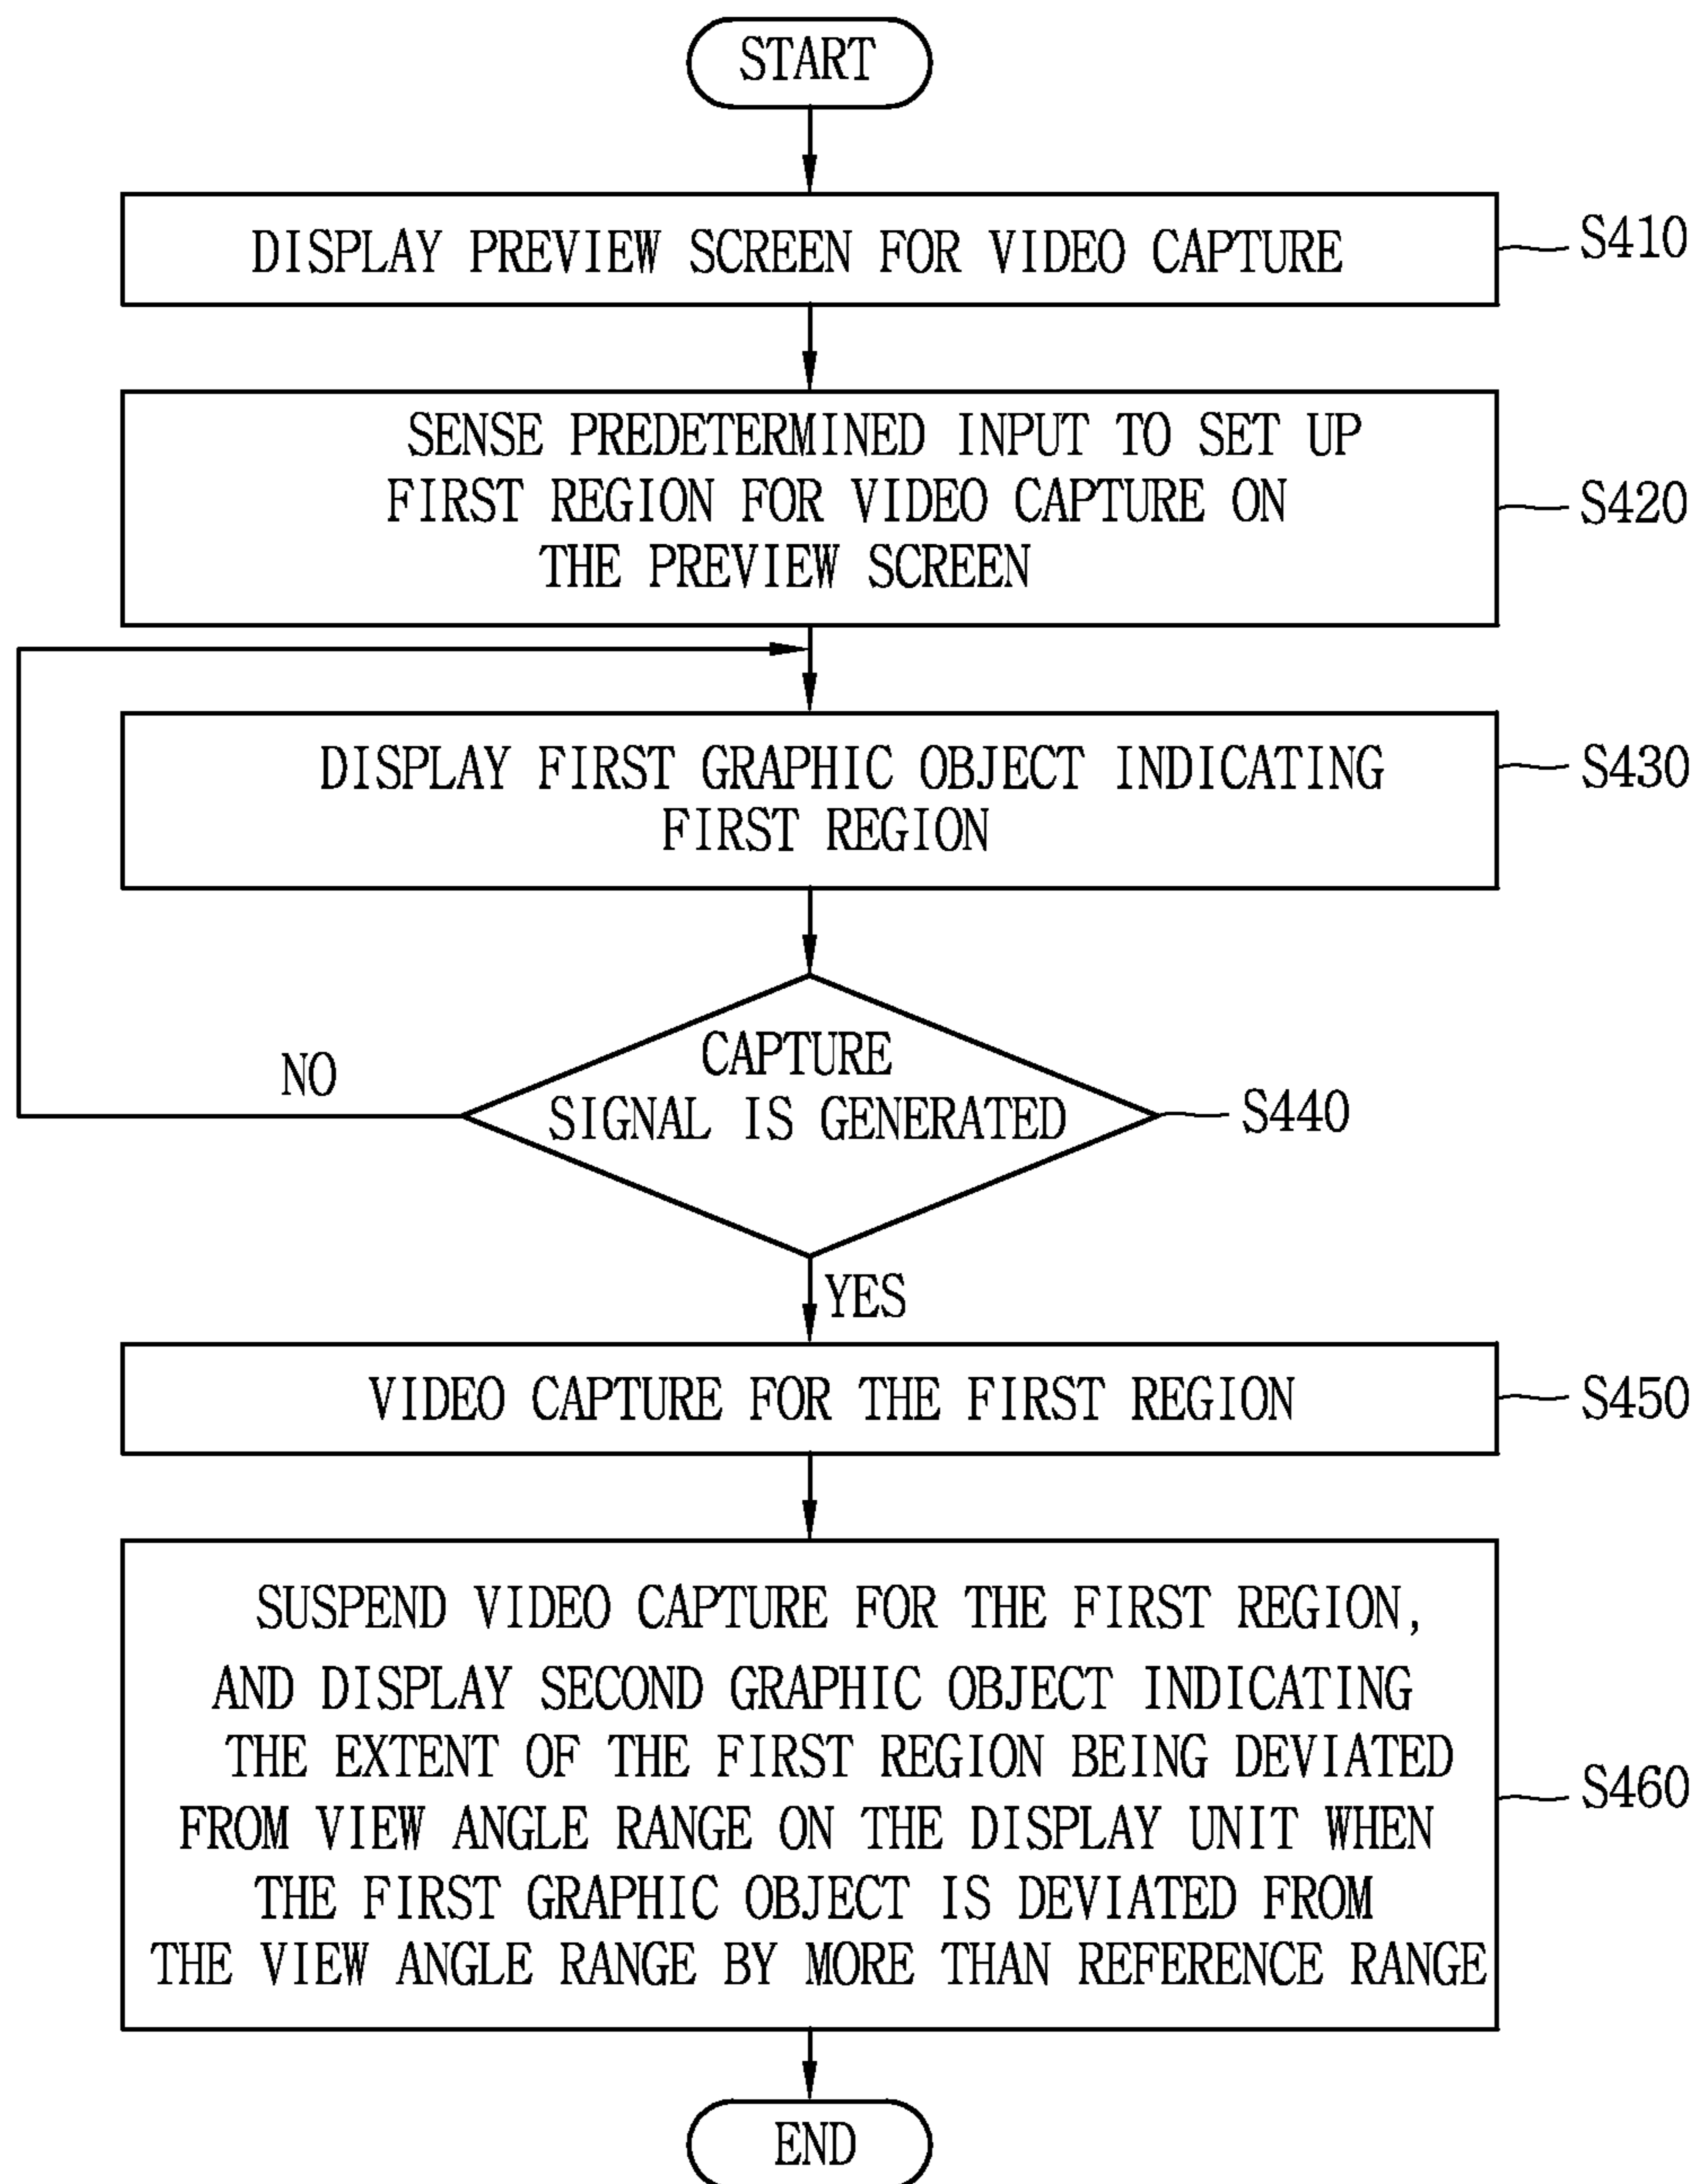 START
DISPLAY PREVIEW SCREEN FOR VIDEO CAPTURE
S410
SENSE PREDETERMINED INPUT TO SET UP
FIRST REGION FOR VIDEO CAPTURE ON
THE PREVIEW SCREEN
S420
DISPLAY FIRST GRAPHIC OBJECT INDICATING
FIRST REGION
S430
CAPTURE
SIGNAL IS GENERATED
S440
NO
YES
VIDEO CAPTURE FOR THE FIRST REGION
S450
SUSPEND VIDEO CAPTURE FOR THE FIRST REGION,
AND DISPLAY SECOND GRAPHIC OBJECT INDICATING
THE EXTENT OF THE FIRST REGION BEING DEVIATED
FROM VIEW ANGLE RANGE ON THE DISPLAY UNIT WHEN
THE FIRST GRAPHIC OBJECT IS DEVIATED FROM
THE VIEW ANGLE RANGE BY MORE THAN REFERENCE RANGE
S460
END